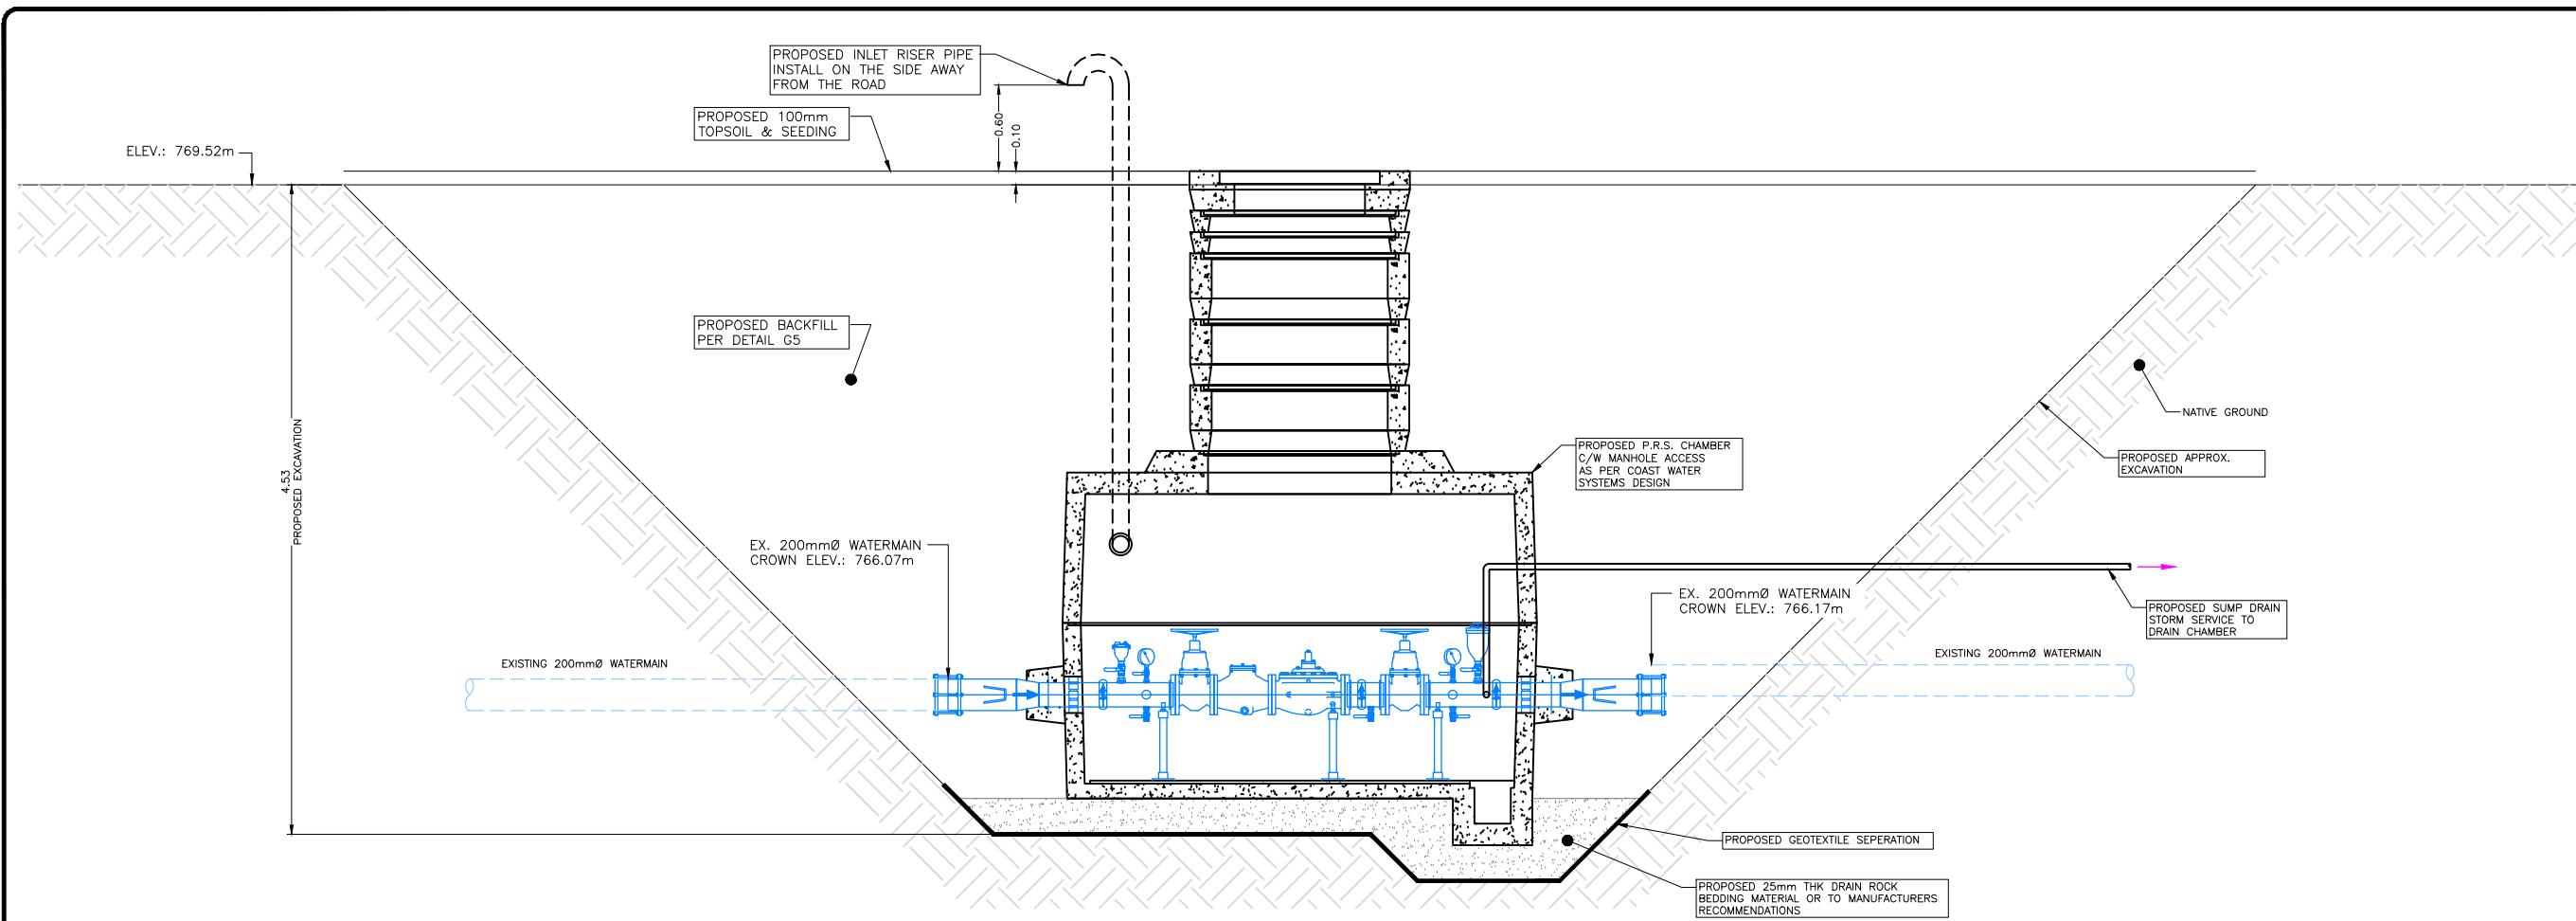 PROPOSED INLET RISER PIPE
INSTALL ON THE SIDE AWAY
FROM THE ROAD
PROPOSED 100mm
TOPSOIL & SEEDING
0.60
0.10
ELEV.: 769.52m
PROPOSED BACKFILL
PER DETAIL G5
NATIVE GROUND
4.53
PROPOSED EXCAVATION
PROPOSED P.R.S. CHAMBER
C/W MANHOLE ACCESS
AS PER COAST WATER
SYSTEMS DESIGN
PROPOSED APPROX.
EXCAVATION
EX. 200mmØ WATERMAIN
CROWN ELEV.: 766.07m
EX. 200mmØ WATERMAIN
CROWN ELEV.: 766.17m
PROPOSED SUMP DRAIN
STORM SERVICE TO
DRAIN CHAMBER
EXISTING 200mmØ WATERMAIN
EXISTING 200mmØ WATERMAIN
PROPOSED GEOTEXTILE SEPERATION
PROPOSED 25mm THK DRAIN ROCK
BEDDING MATERIAL OR TO MANUFACTURERS
RECOMMENDATIONS